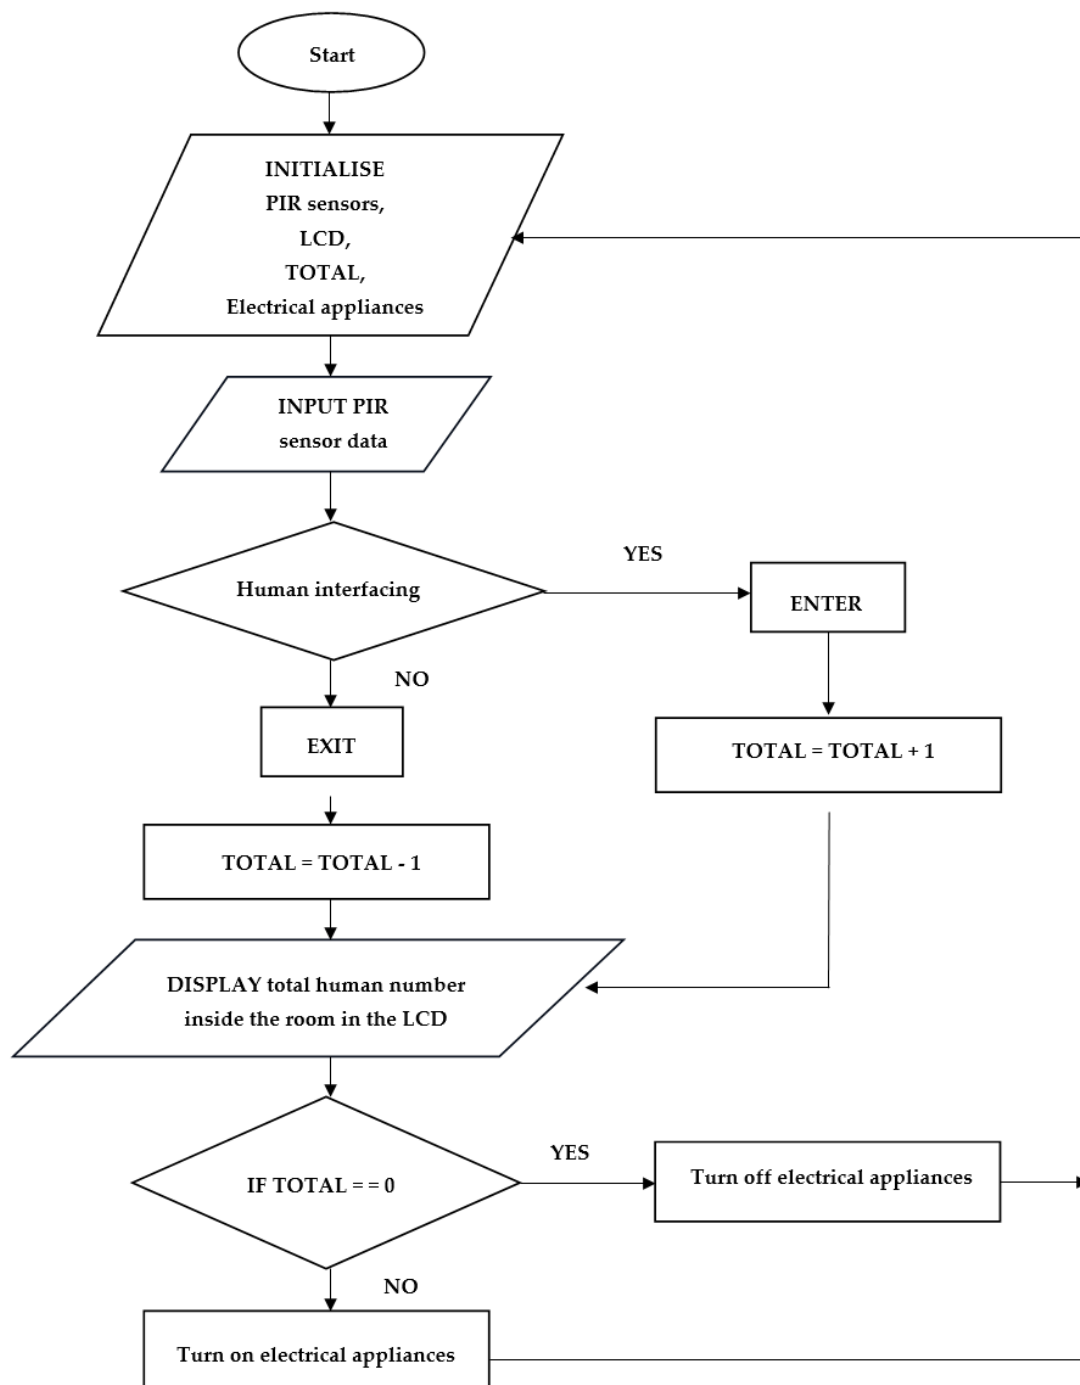 Start
INITIALISE
PIR sensors,
LCD,
TOTAL,
Electrical appliances
INPUT PIR
sensor data
Human interfacing
YES
ENTER
NO
EXIT
TOTAL = TOTAL + 1
TOTAL = TOTAL - 1
DISPLAY total human number
inside the room in the LCD
IF TOTAL = = 0
YES
Turn off electrical appliances
NO
Turn on electrical appliances